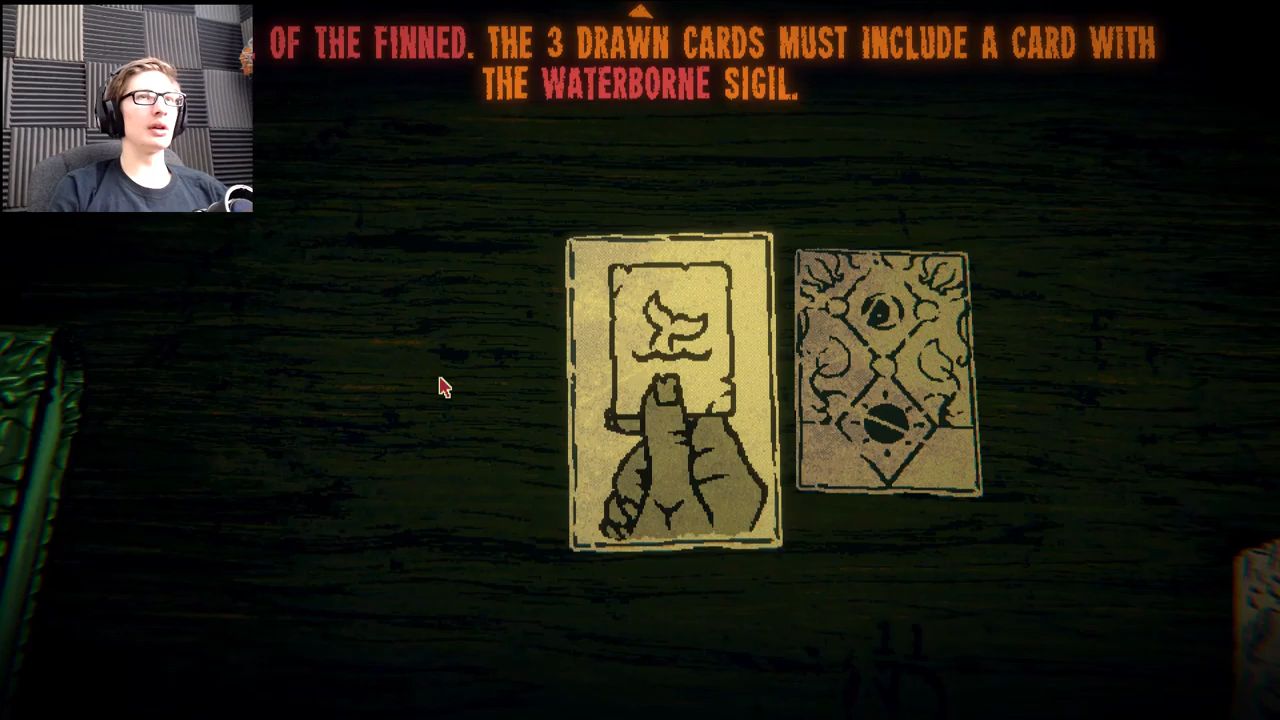 OF THE FINNED. THE 3 DRAWN CARDS MUST INCLUDE A CARD WITH
THE WATERBORNE SIGIL.